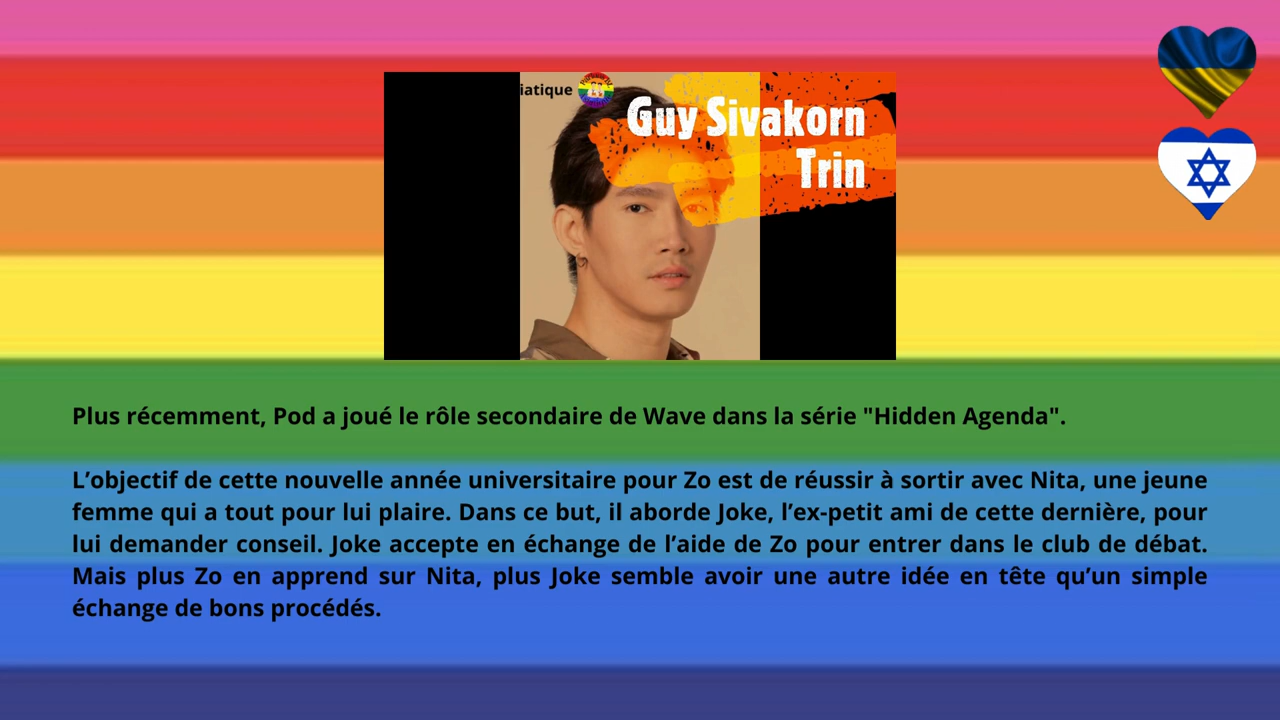 iatique
Guy Sivakorn
Trin
Plus récemment, Pod a joué le rôle secondaire de Wave dans la série "Hidden Agenda".
L’objectif de cette nouvelle année universitaire pour Zo est de réussir à sortir avec Nita, une jeune
femme qui a tout pour lui plaire. Dans ce but, il aborde Joke, l’ex-petit ami de cette dernière, pour
lui demander conseil. Joke accepte en échange de l’aide de Zo pour entrer dans le club de débat.
Mais plus Zo en apprend sur Nita, plus Joke semble avoir une autre idée en tête qu’un simple
échange de bons procédés.